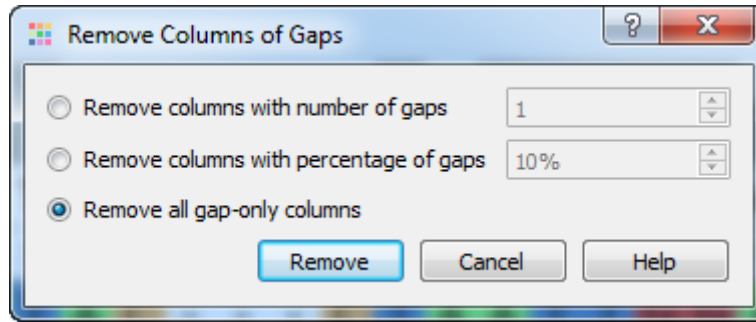 Remove Columns of Gaps
?
Remove columns with number of gaps 1
Remove columns with percentage of gaps 10%
Remove all gap-only columns
Remove Cancel Help